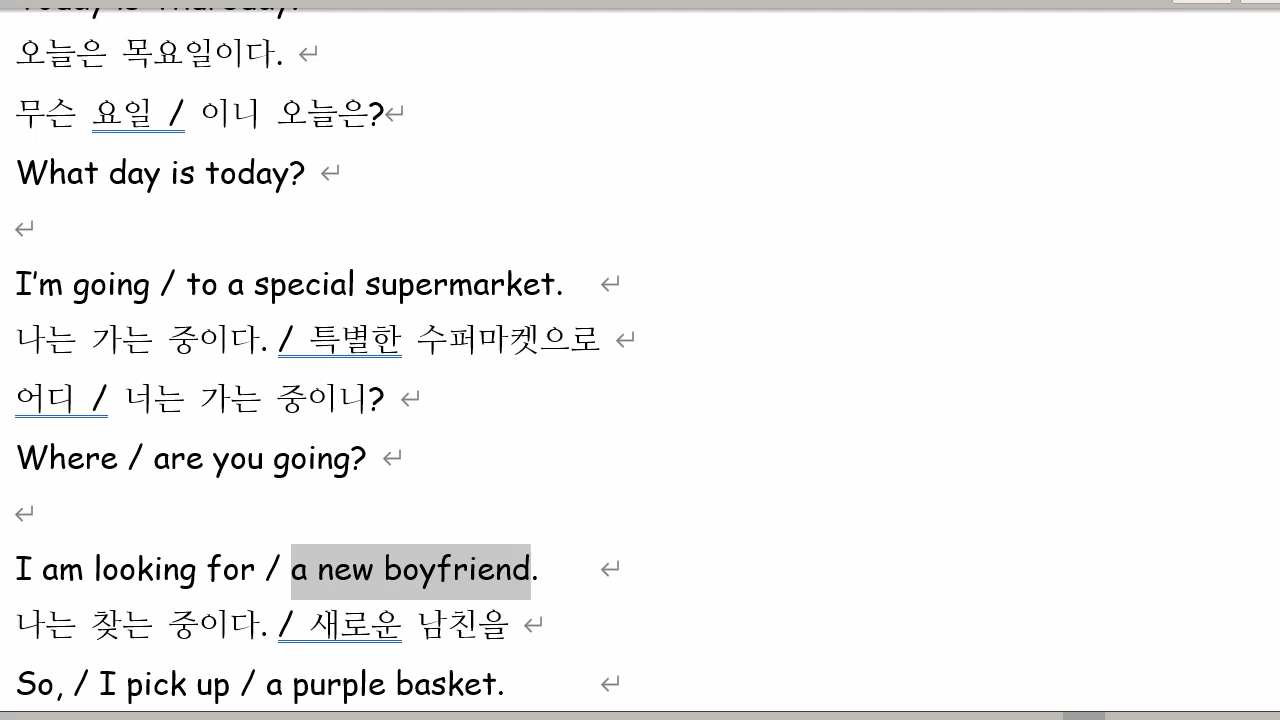 Today is Thursday.
오늘은 목요일이다.
무슨 요일 / 이니 오늘은?
What day is today?
I'm going / to a special supermarket.
나는 가는 중이다. / 특별한 수퍼마켓으로
어디 / 너는 가는 중이니?
Where / are you going?
I am looking for / a new boyfriend.
나는 찾는 중이다. / 새로운 남친을
So, / I pick up / a purple basket.